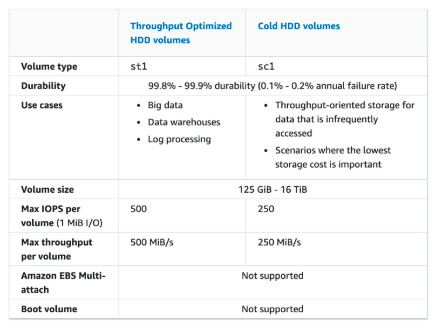 Throughput Optimized Cold HDD volumes
HDD volumes
Volume type st1 sc1
Durability 99.8% - 99.9% durability (0.1% - 0.2% annual failure rate)
Use cases • Big data • Throughput-oriented storage for
• Data warehouses data that is infrequently
• Log processing accessed
• Scenarios where the lowest
storage cost is important
Volume size 125 GiB - 16 TiB
Max IOPS per 500 250
volume (1 MiB I/O)
Max throughput 500 MiB/s 250 MiB/s
per volume
Amazon EBS Multi- Not supported
attach
Boot volume Not supported